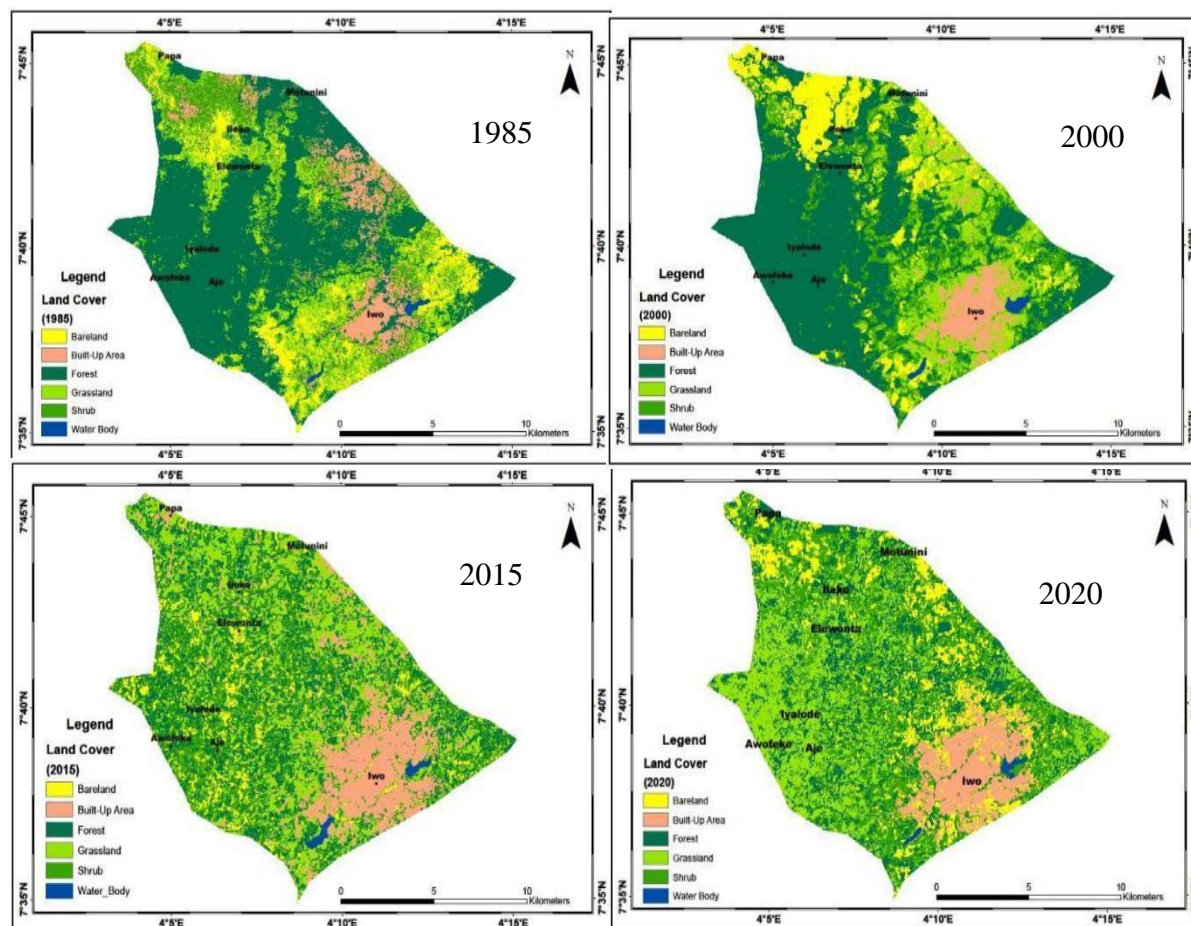 4°5'E 4°10'E 4°15'E
7°45'N
7°40'N
7°35'N
N
1985
Papa
Motunini
Ileko
Elewonta
Iyalode
Awofeke
Aje
Iwo
Legend
Land Cover
(1985)
Bareland
Built-Up Area
Forest
Grassland
Shrub
Water Body
0 5 10
Kilometers
4°5'E 4°10'E 4°15'E
4°5'E 4°10'E 4°15'E
7°45'N
7°40'N
7°35'N
N
2000
Papa
Motunini
Ileko
Elewonta
Iyalode
Awofeke
Aje
Iwo
Legend
Land Cover
(2000)
Bareland
Built-Up Area
Forest
Grassland
Shrub
Water Body
0 5 10
Kilometers
4°5'E 4°10'E 4°15'E
4°5'E 4°10'E 4°15'E
7°45'N
7°40'N
7°35'N
N
2015
Papa
Motunini
Ileko
Elewonta
Iyalode
Awofeke
Aje
Iwo
Legend
Land Cover
(2015)
Bareland
Built-Up Area
Forest
Grassland
Shrub
Water_Body
0 5 10
Kilometers
4°5'E 4°10'E 4°15'E
7°45'N
7°40'N
7°35'N
N
2020
Papa
Motunini
Ileko
Elewonta
Iyalode
Awofeke
Aje
Iwo
Legend
Land Cover
(2020)
Bareland
Built-Up Area
Forest
Grassland
Shrub
Water Body
0 5 10
Kilometers
4°5'E 4°10'E 4°15'E